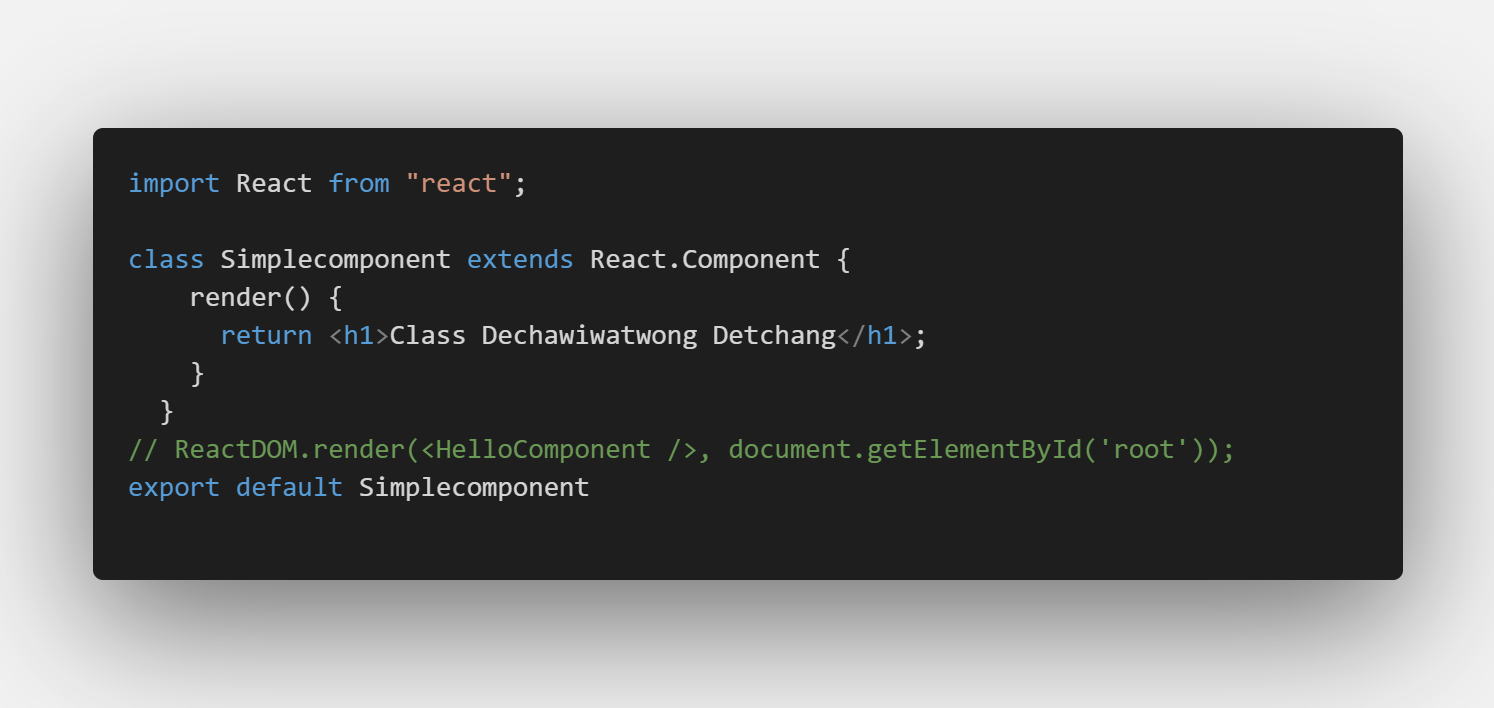 import React from "react";

class Simplecomponent extends React.Component {
    render() {
      return <h1>Class Dechawiwatwong Detchang</h1>;
    }
  }
// ReactDOM.render(<HelloComponent />, document.getElementById('root'));
export default Simplecomponent